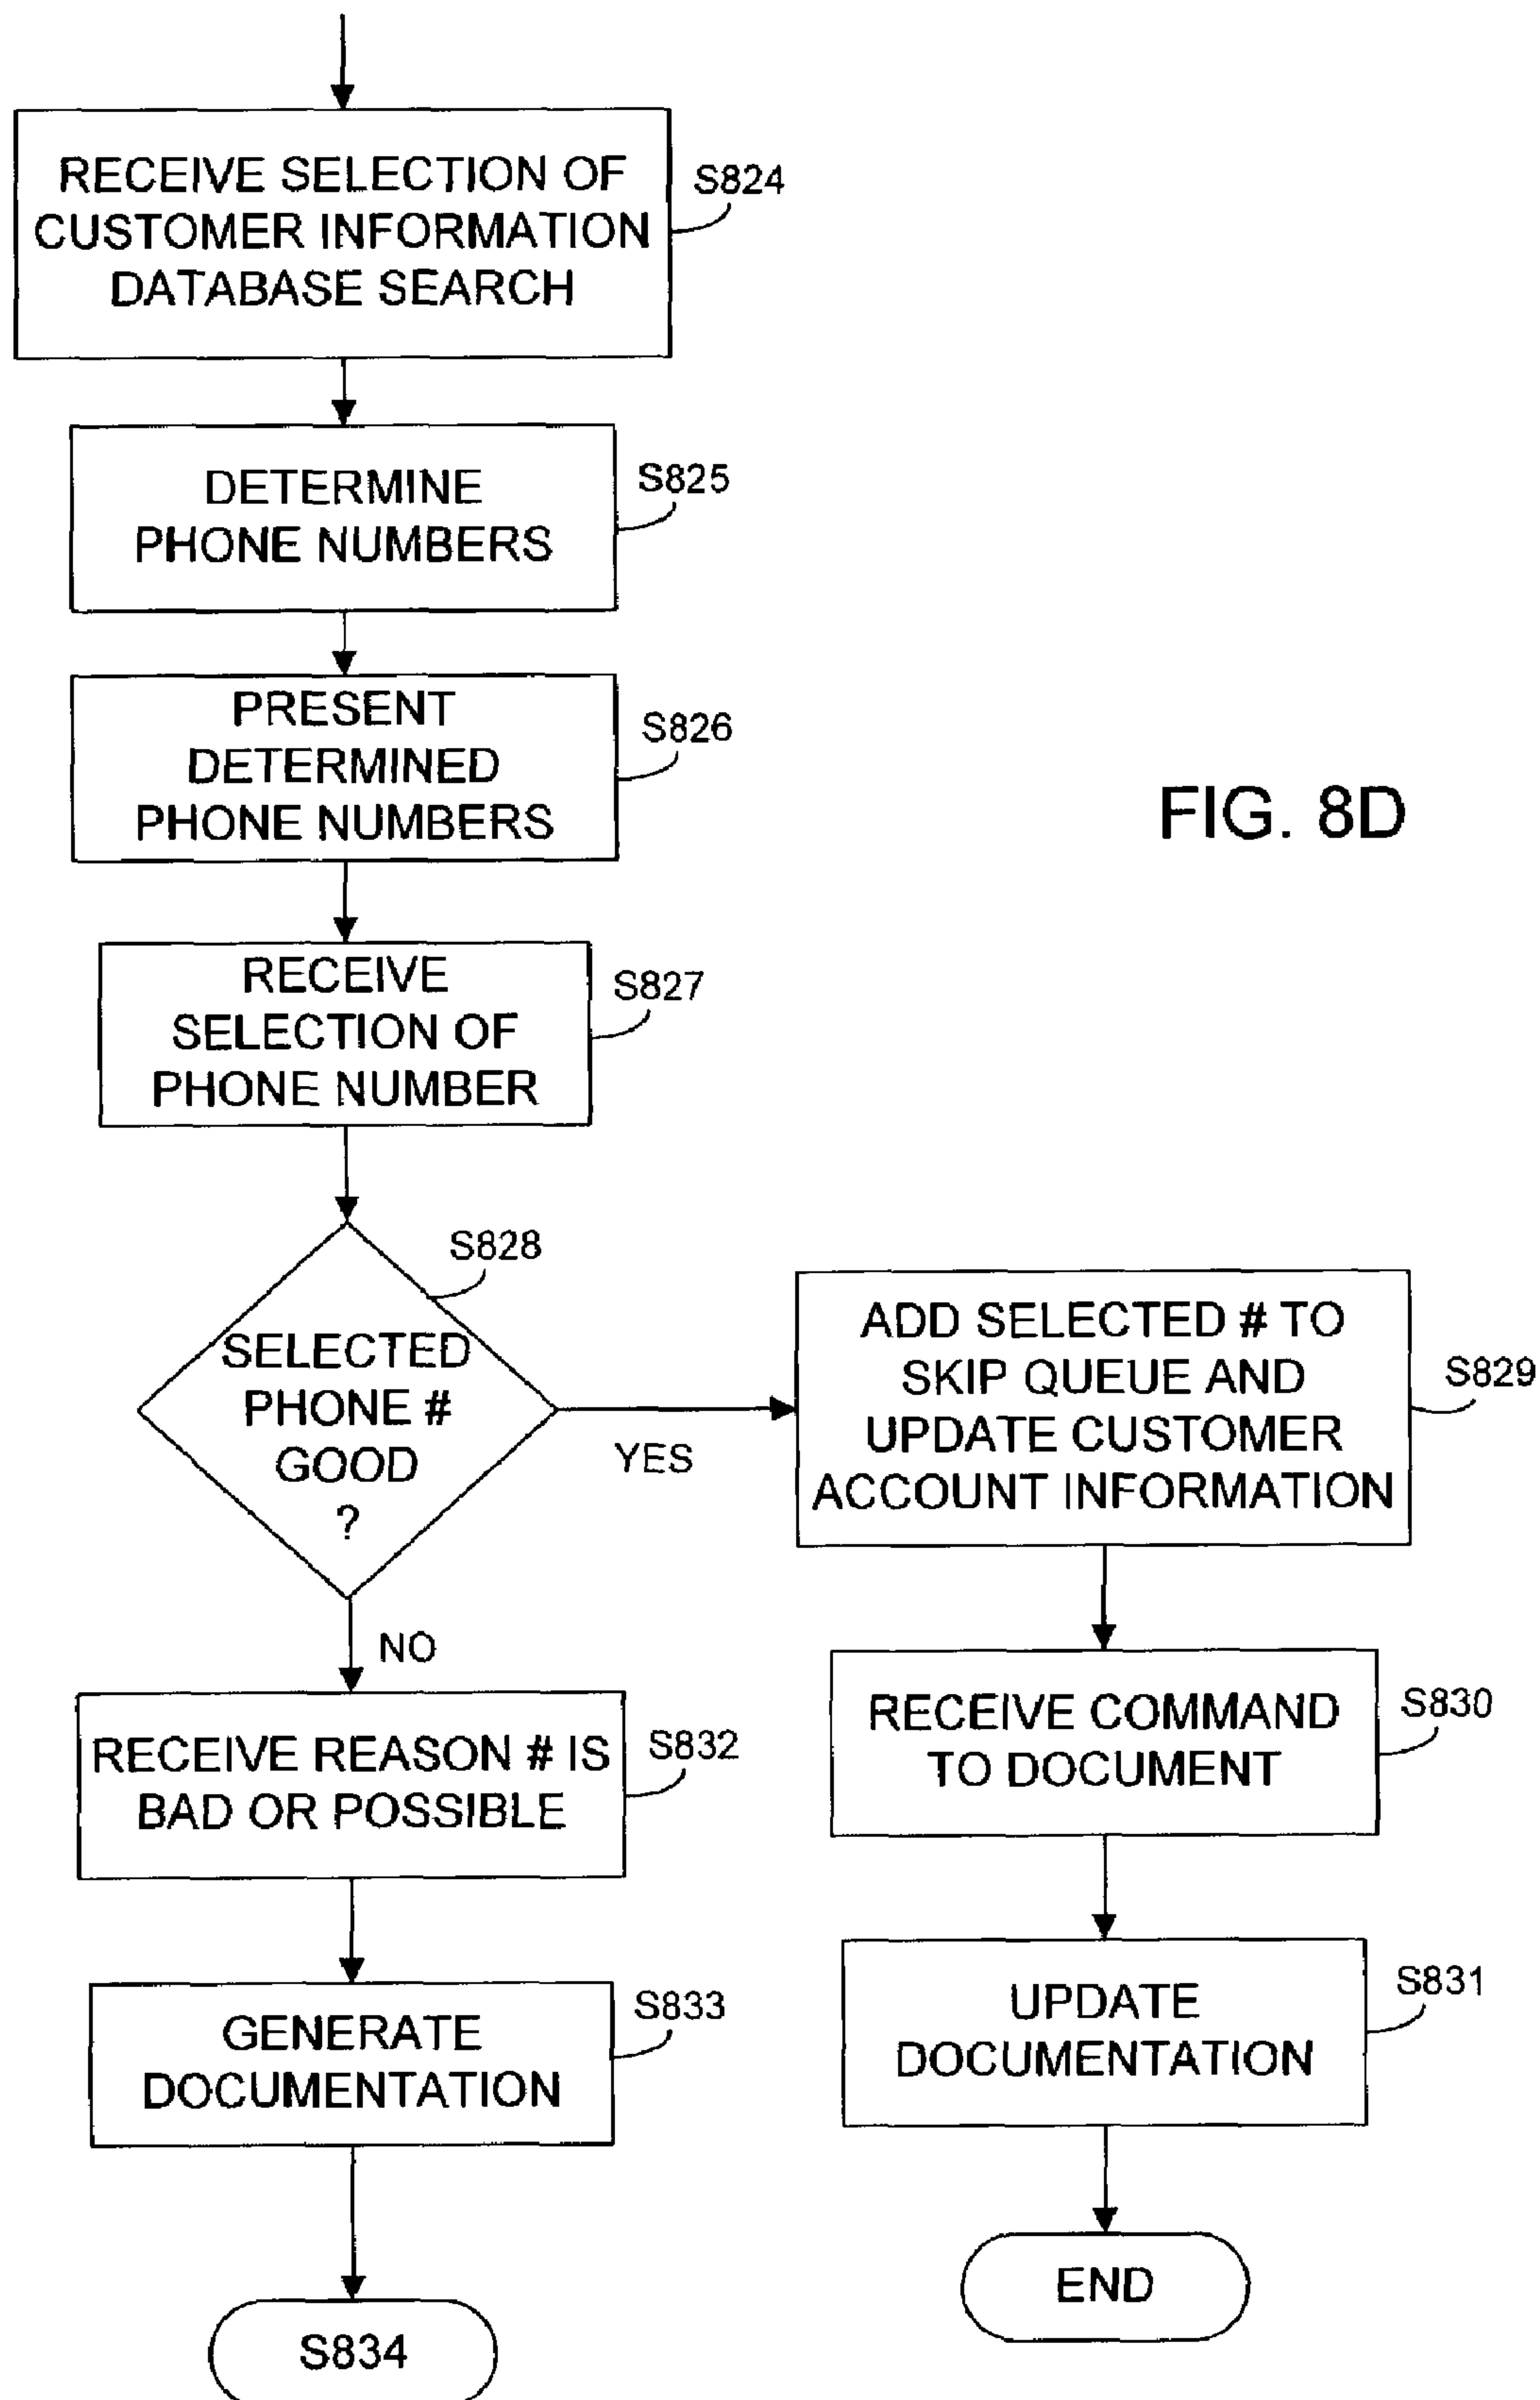 RECEIVE SELECTION OF
CUSTOMER INFORMATION
DATABASE SEARCH
S824
DETERMINE
PHONE NUMBERS
S825
PRESENT
DETERMINED
PHONE NUMBERS
S826
FIG. 8D
RECEIVE
SELECTION OF
PHONE NUMBER
S827
SELECTED
PHONE #
GOOD
?
S828
YES
NO
ADD SELECTED # TO
SKIP QUEUE AND
UPDATE CUSTOMER
ACCOUNT INFORMATION
S829
RECEIVE COMMAND
TO DOCUMENT
S830
UPDATE
DOCUMENTATION
S831
END
RECEIVE REASON # IS
BAD OR POSSIBLE
S832
GENERATE
DOCUMENTATION
S833
S834